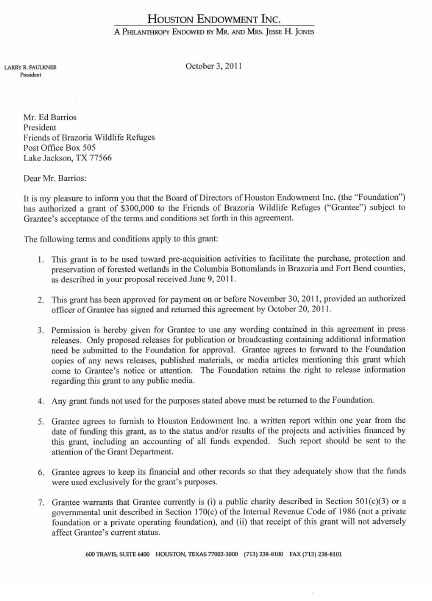 HOUSTON ENDOWMENT INC.
A PHILANTHROPY ENDOWED BY MR. AND MRS. JESSE H. JONES
LARRY R. FAULKNER
President
October 3, 2011
Mr. Ed Barrios
President
Friends of Brazoria Wildlife Refuges
Post Office Box 505
Lake Jackson, TX 77566
Dear Mr. Barrios:
It is my pleasure to inform you that the Board of Directors of Houston Endowment Inc. (the "Foundation")
has authorized a grant of $300,000 to the Friends of Brazoria Wildlife Refuges ("Grantee") subject to
Grantee's acceptance of the terms and conditions set forth in this agreement.
The following terms and conditions apply to this grant:
1. This grant is to be used toward pre-acquisition activities to facilitate the purchase, protection and
preservation of forested wetlands in the Columbia Bottomlands in Brazoria and Fort Bend counties,
as described in your proposal received June 9, 2011.
2. This grant has been approved for payment on or before November 30, 2011, provided an authorized
officer of Grantee has signed and returned this agreement by October 20, 2011.
3. Permission is hereby given for Grantee to use any wording contained in this agreement in press
releases. Only proposed releases for publication or broadcasting containing additional information
need be submitted to the Foundation for approval. Grantee agrees to forward to the Foundation
copies of any news releases, published materials, or media articles mentioning this grant which
come to Grantee's notice or attention. The Foundation retains the right to release information
regarding this grant to any public media.
4. Any grant funds not used for the purposes stated above must be returned to the Foundation.
5. Grantee agrees to furnish to Houston Endowment Inc. a written report within one year from the
date of funding this grant, as to the status and/or results of the projects and activities financed by
this grant, including an accounting of all funds expended. Such report should be sent to the
attention of the Grant Department.
6. Grantee agrees to keep its financial and other records so that they adequately show that the funds
were used exclusively for the grant's purposes.
7. Grantee warrants that Grantee currently is (i) a public charity described in Section 501(c)(3) or a
governmental unit described in Section 170(c) of the Internal Revenue Code of 1986 (not a private
foundation or a private operating foundation), and (ii) that receipt of this grant will not adversely
affect Grantee's current status.
600 TRAVIS, SUITE 6400 HOUSTON, TEXAS 77002-3000 (713) 238-8100 FAX (713) 238-8101